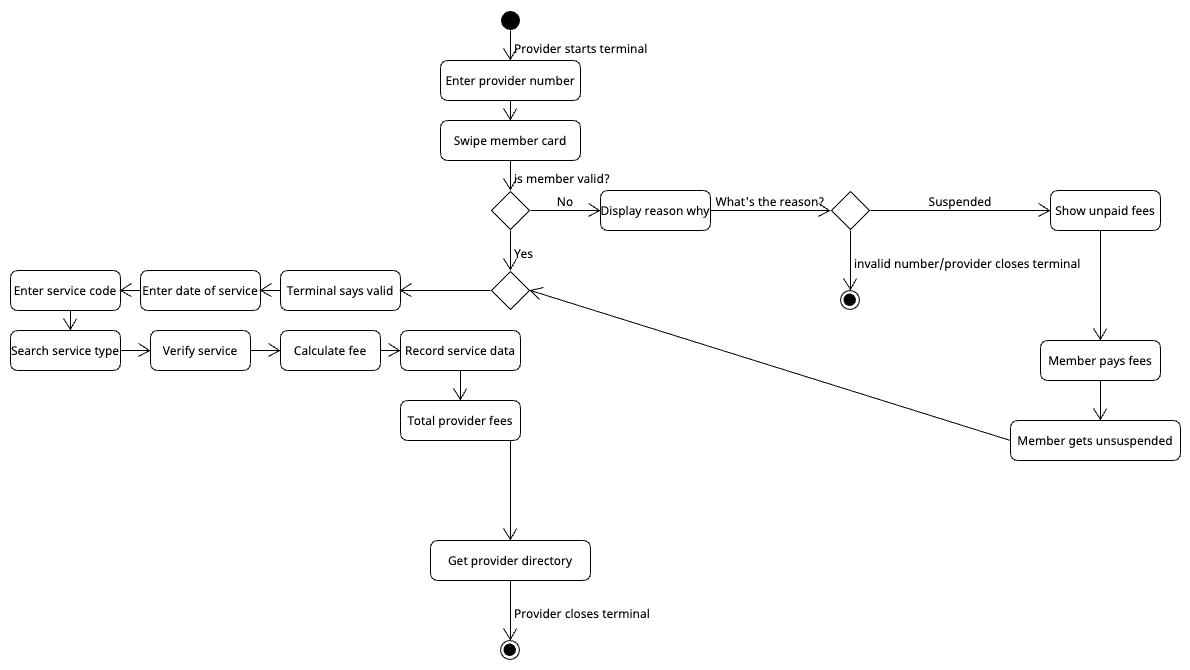 Provider starts terminal
Enter provider number
Swipe member card
is member valid?
No
Display reason why
What's the reason?
Suspended
Show unpaid fees
Yes
invalid number/provider closes terminal
Enter service code
Enter date of service
Terminal says valid
Search service type
Verify service
Calculate fee
Record service data
Member pays fees
Total provider fees
Member gets unsuspended
Get provider directory
Provider closes terminal